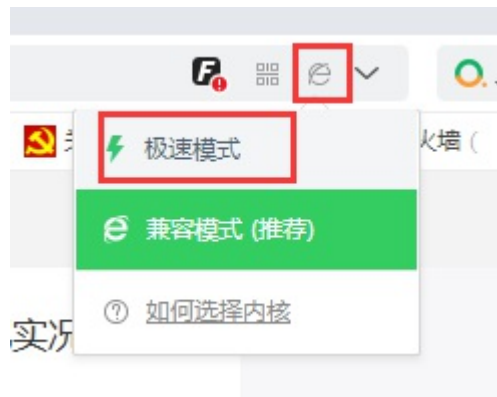 火墙（
极速模式
兼容模式 (推荐)
如何选择内核
实况